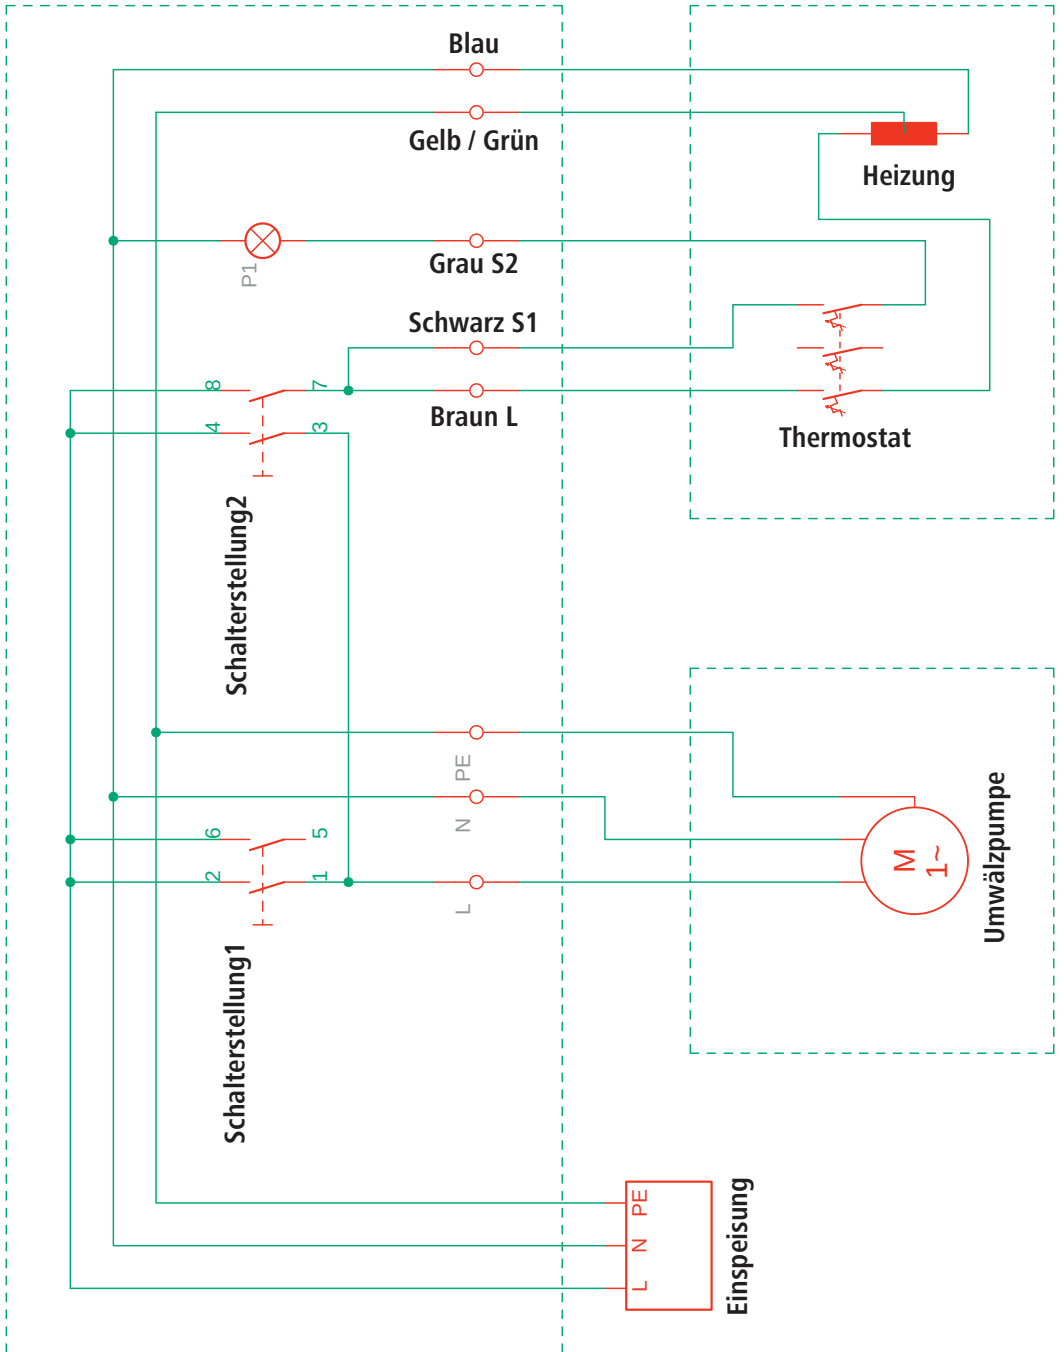 Blau
Gelb / Grün
Heizung
P1
Grau S2
Schwarz S1
8
7
Braun L
4
3
Thermostat
Schalterstellung2
PE
N
6
5
2
1
L
M
1~
Umwälzpumpe
Schalterstellung1
PE
N
L
Einspeisung